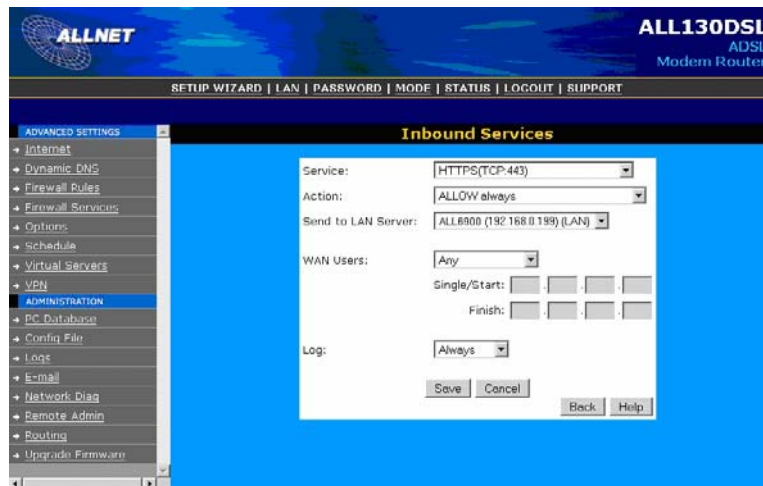 ALLNET
ALL130DSL
ADSL
Modem Router
SETUP WIZARD | LAN | PASSWORD | MODE | STATUS | LOGOUT | SUPPORT
ADVANCED SETTINGS
Internet
Dynamic DNS
Firewall Rules
Firewall Services
Options
Schedule
Virtual Servers
VPN
ADMINISTRATION
PC Database
Config File
Logs
E-mail
Network Diag
Remote Admin
Routing
Upgrade Firmware
Inbound Services
Service: HTTPS(TCP:443)
Action: ALLOW always
Send to LAN Server: ALL6900 (192.168.0.199) (LAN)
WAN Users: Any
Single/Start: . . .
Finish: . . .
Log: Always
Save Cancel
Back Help